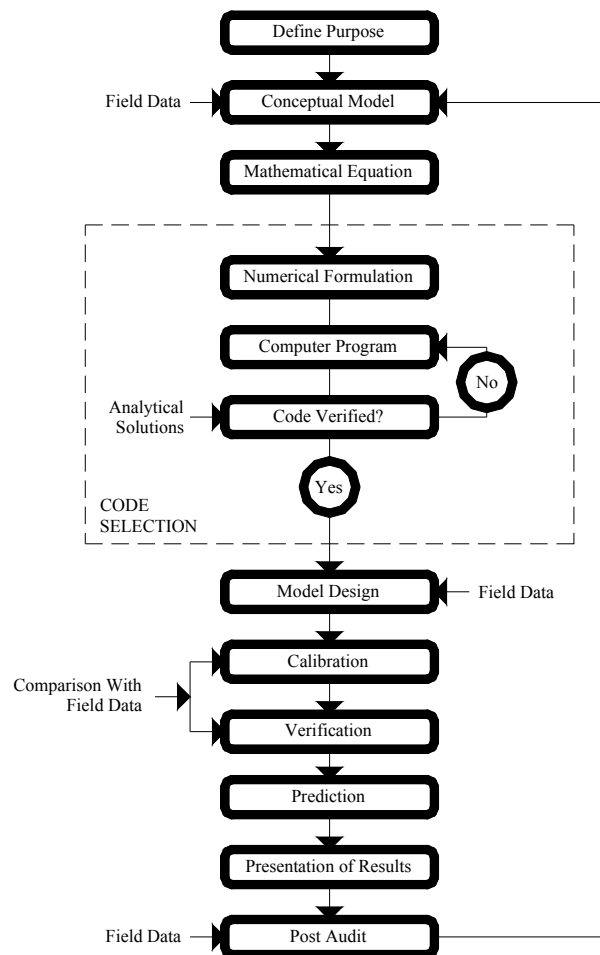 Define Purpose
Field Data
Conceptual Model
Mathematical Equation
Numerical Formulation
Computer Program
No
Analytical
Solutions
Code Verified?
Yes
CODE
SELECTION
Model Design
Field Data
Calibration
Comparison With
Field Data
Verification
Prediction
Presentation of Results
Field Data
Post Audit